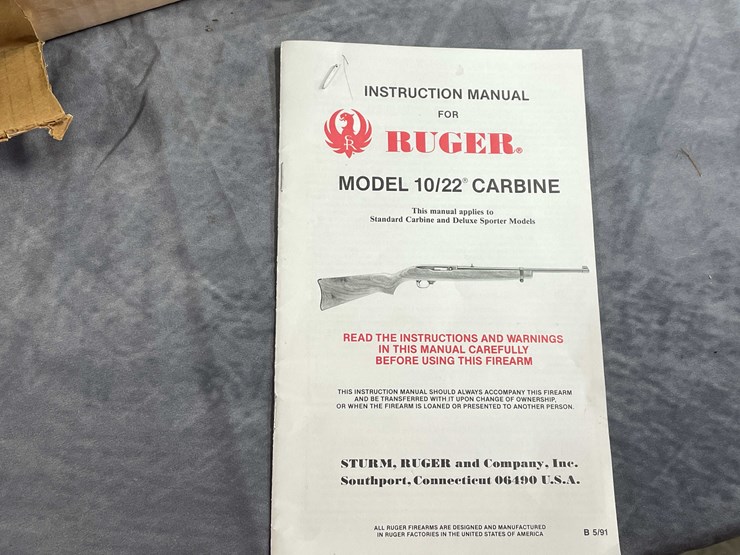 INSTRUCTION MANUAL
FOR
RUGER®
MODEL 10/22® CARBINE
This manual applies to
Standard Carbine and Deluxe Sporter Models
READ THE INSTRUCTIONS AND WARNINGS
IN THIS MANUAL CAREFULLY
BEFORE USING THIS FIREARM
THIS INSTRUCTION MANUAL SHOULD ALWAYS ACCOMPANY THIS FIREARM
AND BE TRANSFERRED WITH IT UPON CHANGE OF OWNERSHIP,
OR WHEN THE FIREARM IS LOANED OR PRESENTED TO ANOTHER PERSON.
STURM, RUGER and Company, Inc.
Southport, Connecticut 06490 U.S.A.
ALL RUGER FIREARMS ARE DESIGNED AND MANUFACTURED
IN RUGER FACTORIES IN THE UNITED STATES OF AMERICA
B 5/91